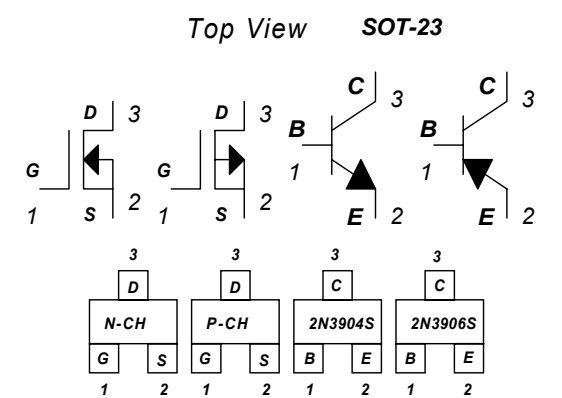 Top View SOT-23
D 3 D 3 C 3 C 3
B B
G G 1 1
1 S 2 1 S 2 E 2 E 2
3 3 3 3
D D C C
N-CH P-CH 2N3904S 2N3906S
G S G S B E B E
1 2 1 2 1 2 1 2